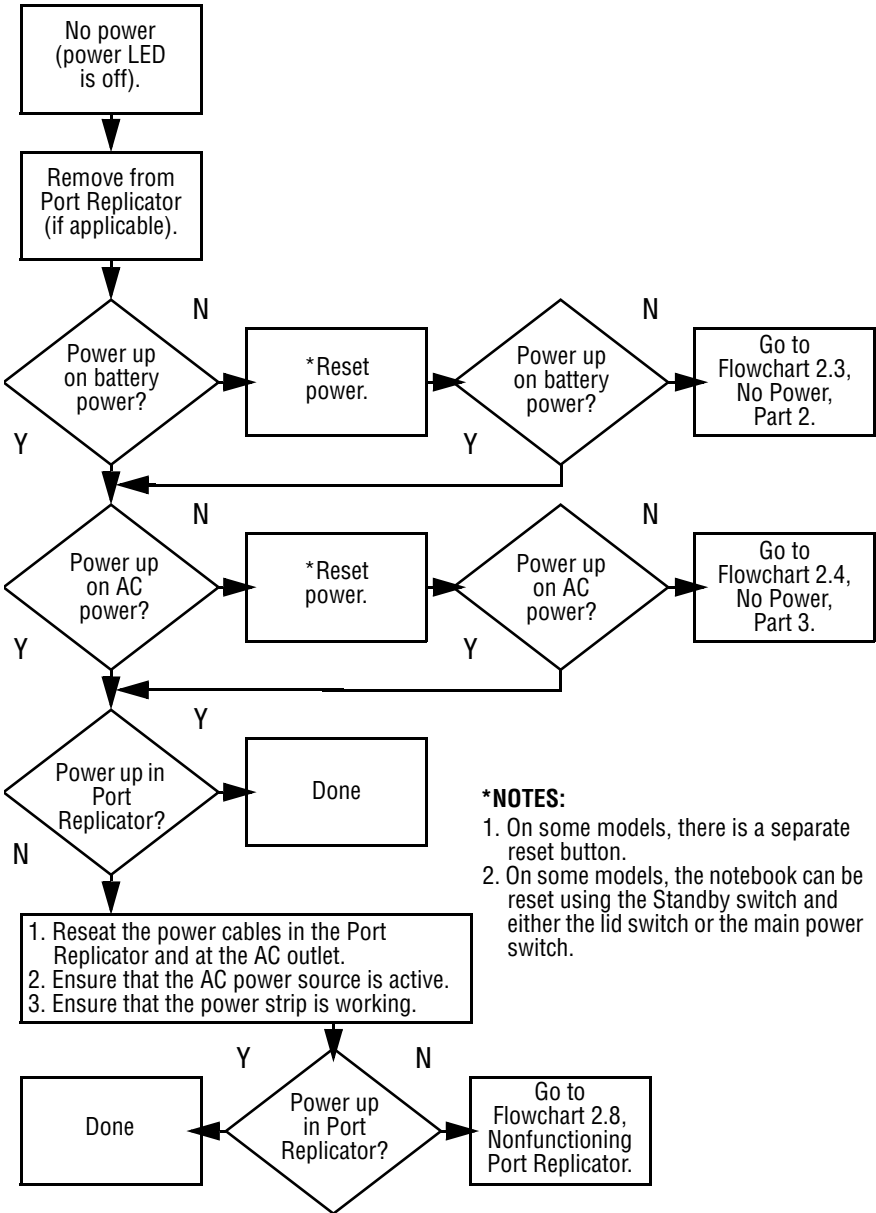 No power
(power LED
is off).
Remove from
Port Replicator
(if applicable).
N
N
Power up
on battery
power?
*Reset
power.
Power up
on battery
power?
Go to
Flowchart 2.3,
No Power,
Part 2.
Y
Y
N
N
Power up
on AC
power?
*Reset
power.
Power up
on AC
power?
Go to
Flowchart 2.4,
No Power,
Part 3.
Y
Y
Y
Power up in
Port
Replicator?
Done
N
*NOTES:
1. On some models, there is a separate
reset button.
2. On some models, the notebook can be
reset using the Standby switch and
either the lid switch or the main power
switch.
1. Reseat the power cables in the Port
Replicator and at the AC outlet.
2. Ensure that the AC power source is active.
3. Ensure that the power strip is working.
Y
N
Done
Power up
in Port
Replicator?
Go to
Flowchart 2.8,
Nonfunctioning
Port Replicator.